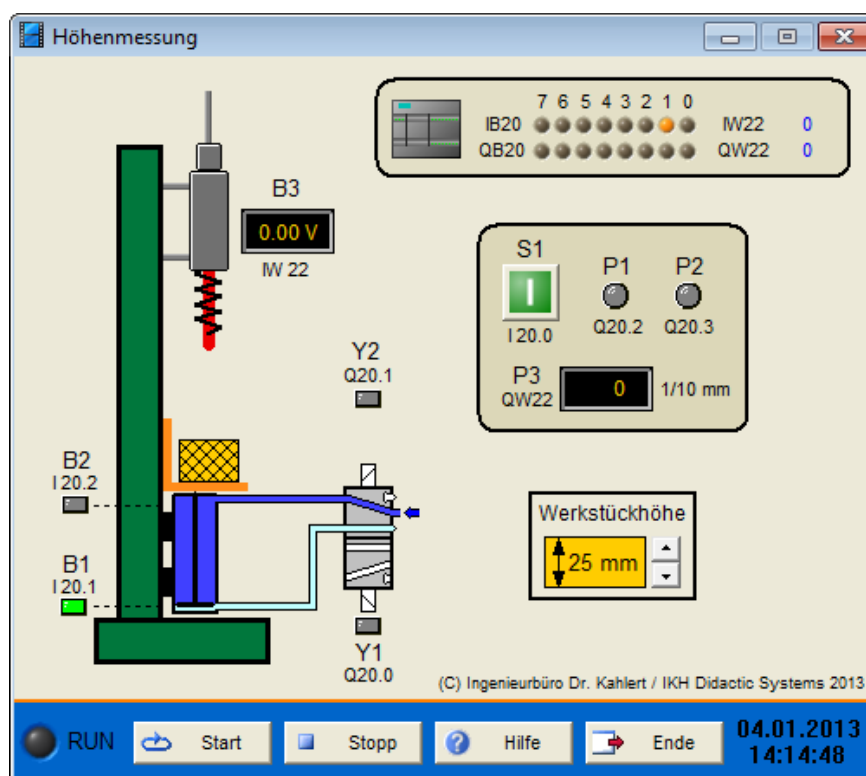 Höhenmessung
7 6 5 4 3 2 1 0
IB20 IW22 0
QB20 QW22 0
B3
0.00 V
IW 22
S1
I 20.0
P1
Q20.2
P2
Q20.3
P3
QW22
0 1/10 mm
Y2
Q20.1
B2
I 20.2
B1
I 20.1
Werkstückhöhe
25 mm
Y1
Q20.0
(C) Ingenieurbüro Dr. Kahlert / IKH Didactic Systems 2013
RUN Start Stopp Hilfe Ende
04.01.2013
14:14:48